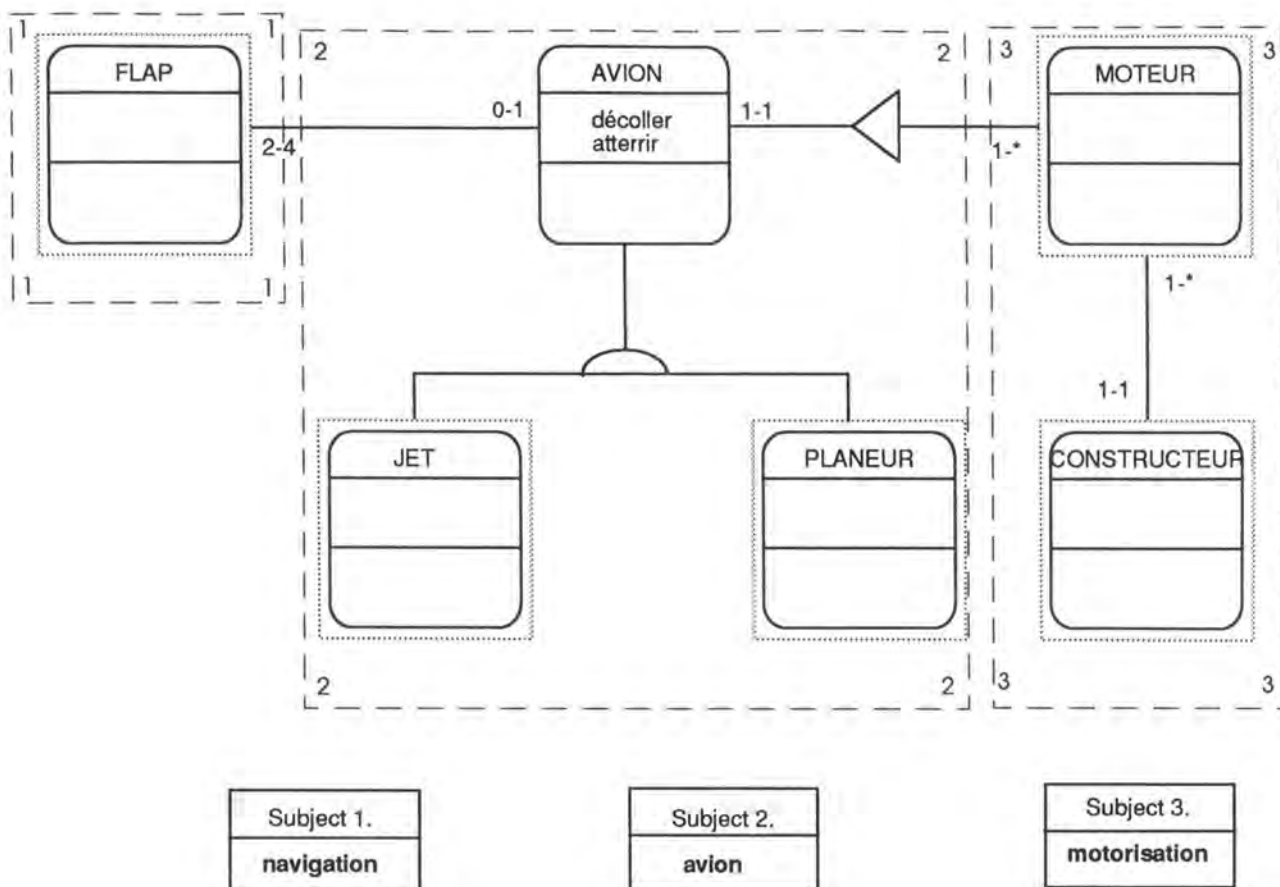 1 1
2 2
3 3
FLAP
AVION
MOTEUR
0-1
décoller
atterrir
1-1
2-4
1-*
1 1
1-*
1-1
JET
PLANEUR
CONSTRUCTEUR
2 2
3 3
Subject 1.
navigation
Subject 2.
avion
Subject 3.
motorisation